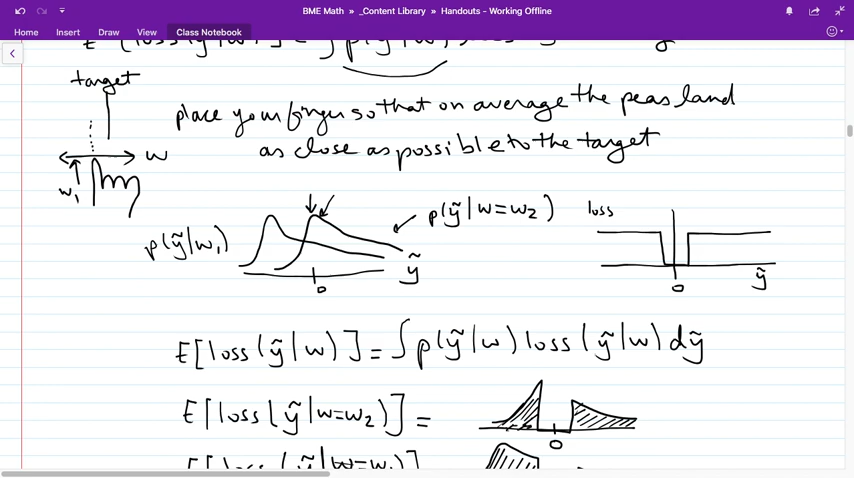 BME Math » _Content Library » Handouts - Working Offline
Home Insert Draw View Class Notebook
target
place your finger so that on average the peas land
as close as possible to the target
w
w₁
p(ỹ|w₁)
p(ỹ|w=w₂)
ỹ
0
loss
0
ỹ
E[loss(ỹ|w)] = ∫p(ỹ|w)loss(ỹ|w)dỹ
E[loss(ỹ|w=w₂)] =
0